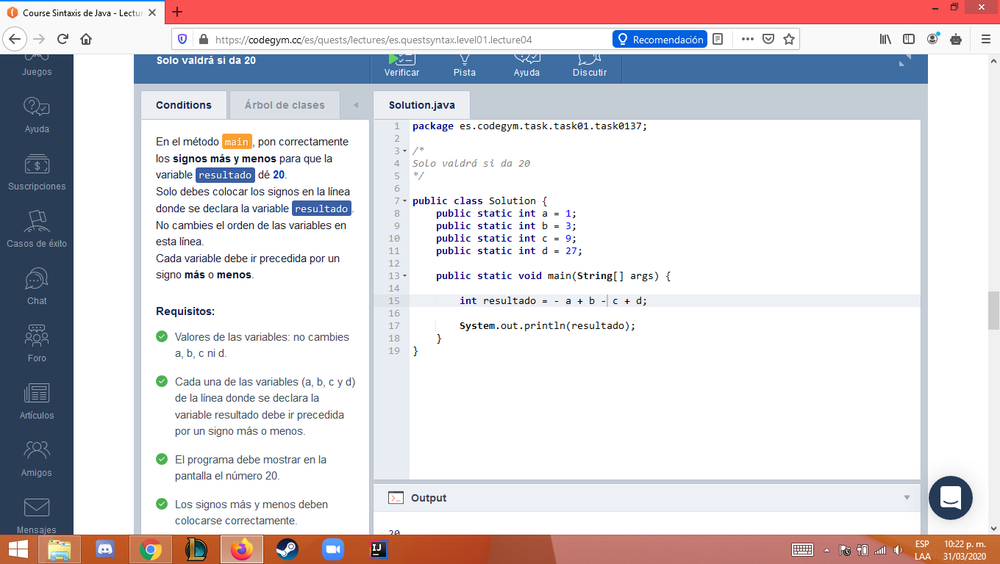 Course Sintaxis de Java - Lectur
https://codegym.cc/es/quests/lectures/es.questsyntax.level01.lecture04
Recomendación
Juegos
Ayuda
Suscripciones
Casos de éxito
Chat
Foro
Artículos
Amigos
Mensajes
Solo valdrá si da 20
Verificar
Pista
Ayuda
Discutir
Conditions
Árbol de clases
En el método main, pon correctamente
los signos más y menos para que la
variable resultado dé 20.
Solo debes colocar los signos en la línea
donde se declara la variable resultado.
No cambies el orden de las variables en
esta línea.
Cada variable debe ir precedida por un
signo más o menos.
Requisitos:
Valores de las variables: no cambies
a, b, c ni d.
Cada una de las variables (a, b, c y d)
de la línea donde se declara la
variable resultado debe ir precedida
por un signo más o menos.
El programa debe mostrar en la
pantalla el número 20.
Los signos más y menos deben
colocarse correctamente.
Solution.java
1 package es.codegym.task.task01.task0137;
2
3 /*
4 Solo valdrá si da 20
5 */
6
7 public class Solution {
8 public static int a = 1;
9 public static int b = 3;
10 public static int c = 9;
11 public static int d = 27;
12
13 public static void main(String[] args) {
14
15 int resultado = - a + b - c + d;
16
17 System.out.println(resultado);
18 }
19 }
Output
20
IJ
ESP
LAA
10:22 p. m.
31/03/2020